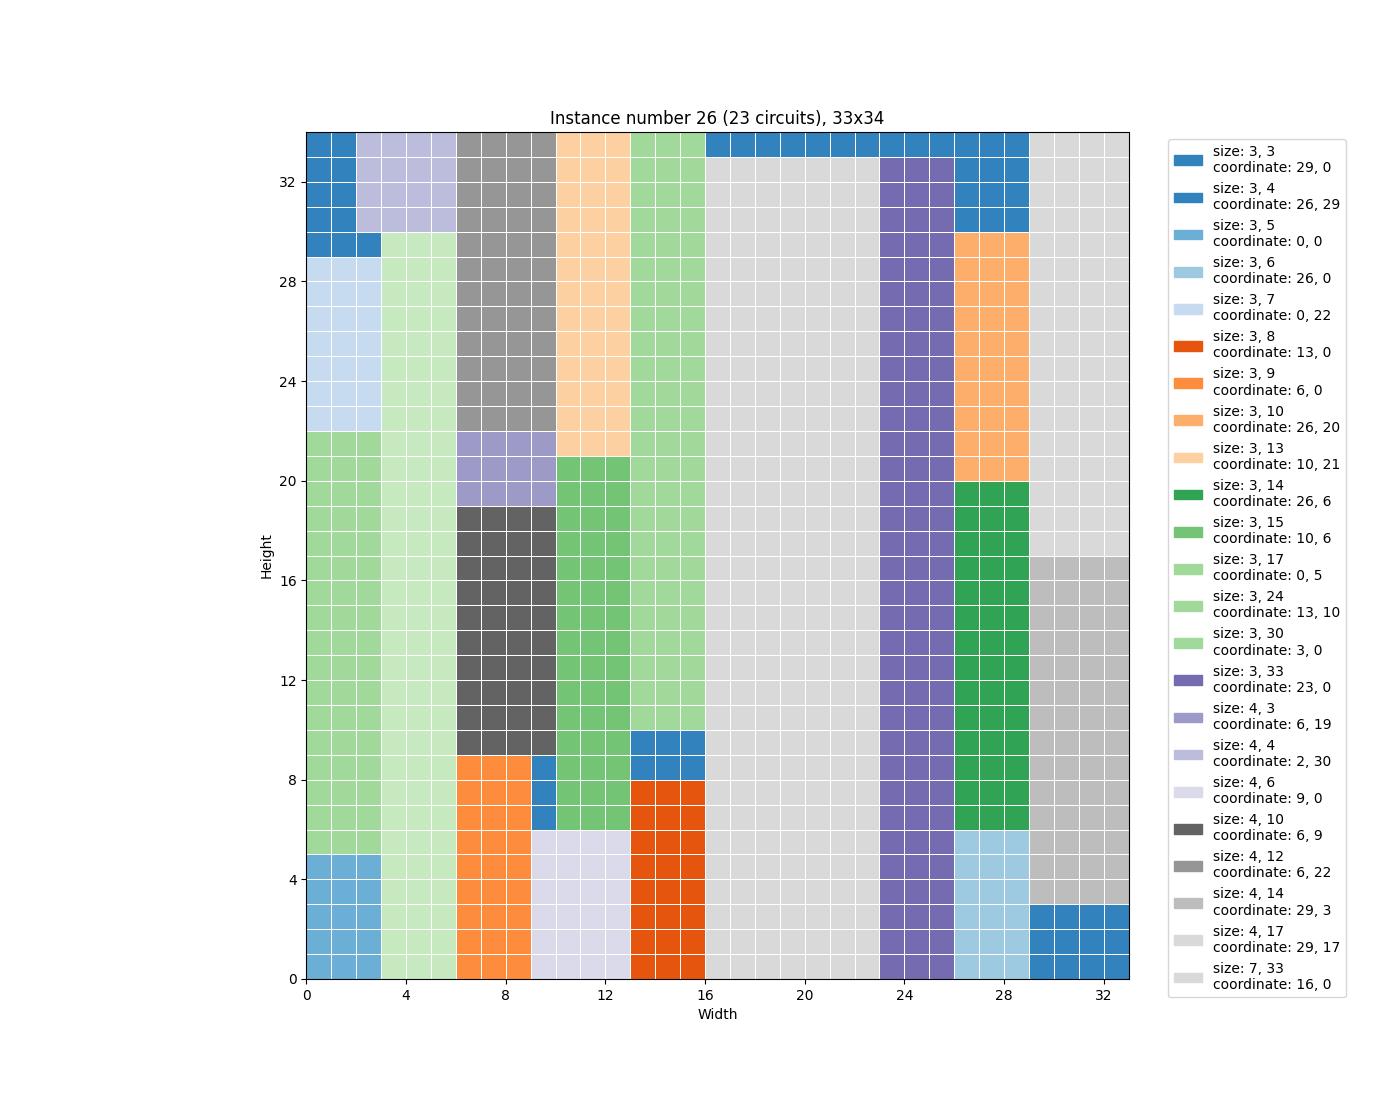 Instance number 26 (23 circuits), 33x34
size: 3, 3
coordinate: 29, 0
size: 3, 4
coordinate: 26, 29
size: 3, 5
coordinate: 0, 0
size: 3, 6
coordinate: 26, 0
size: 3, 7
coordinate: 0, 22
size: 3, 8
coordinate: 13, 0
size: 3, 9
coordinate: 6, 0
size: 3, 10
coordinate: 26, 20
size: 3, 13
coordinate: 10, 21
size: 3, 14
coordinate: 26, 6
size: 3, 15
coordinate: 10, 6
size: 3, 17
coordinate: 0, 5
size: 3, 24
coordinate: 13, 10
size: 3, 30
coordinate: 3, 0
size: 3, 33
coordinate: 23, 0
size: 4, 3
coordinate: 6, 19
size: 4, 4
coordinate: 2, 30
size: 4, 6
coordinate: 9, 0
size: 4, 10
coordinate: 6, 9
size: 4, 12
coordinate: 6, 22
size: 4, 14
coordinate: 29, 3
size: 4, 17
coordinate: 29, 17
size: 7, 33
coordinate: 16, 0
32
28
24
20
16
12
8
4
0
Height
0 4 8 12 16 20 24 28 32
Width